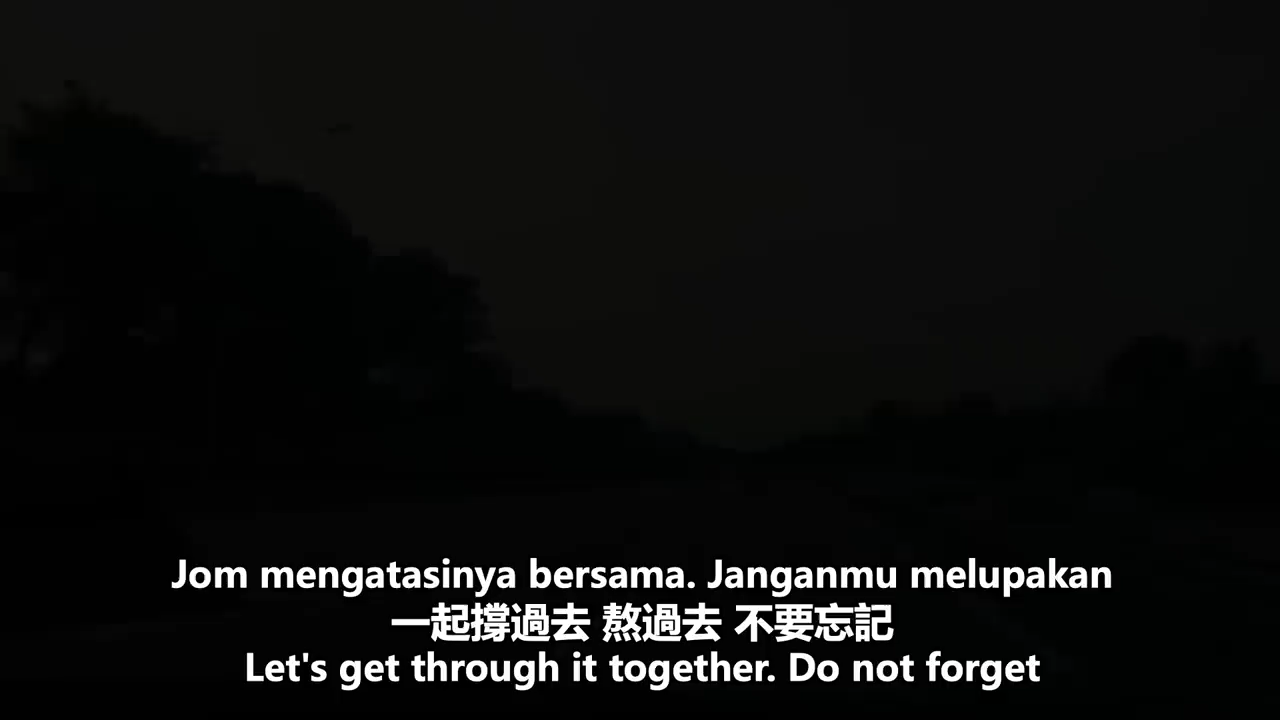 Jom mengatasinya bersama. Janganmu melupakan
一起撐過去 熬過去 不要忘記
Let's get through it together. Do not forget